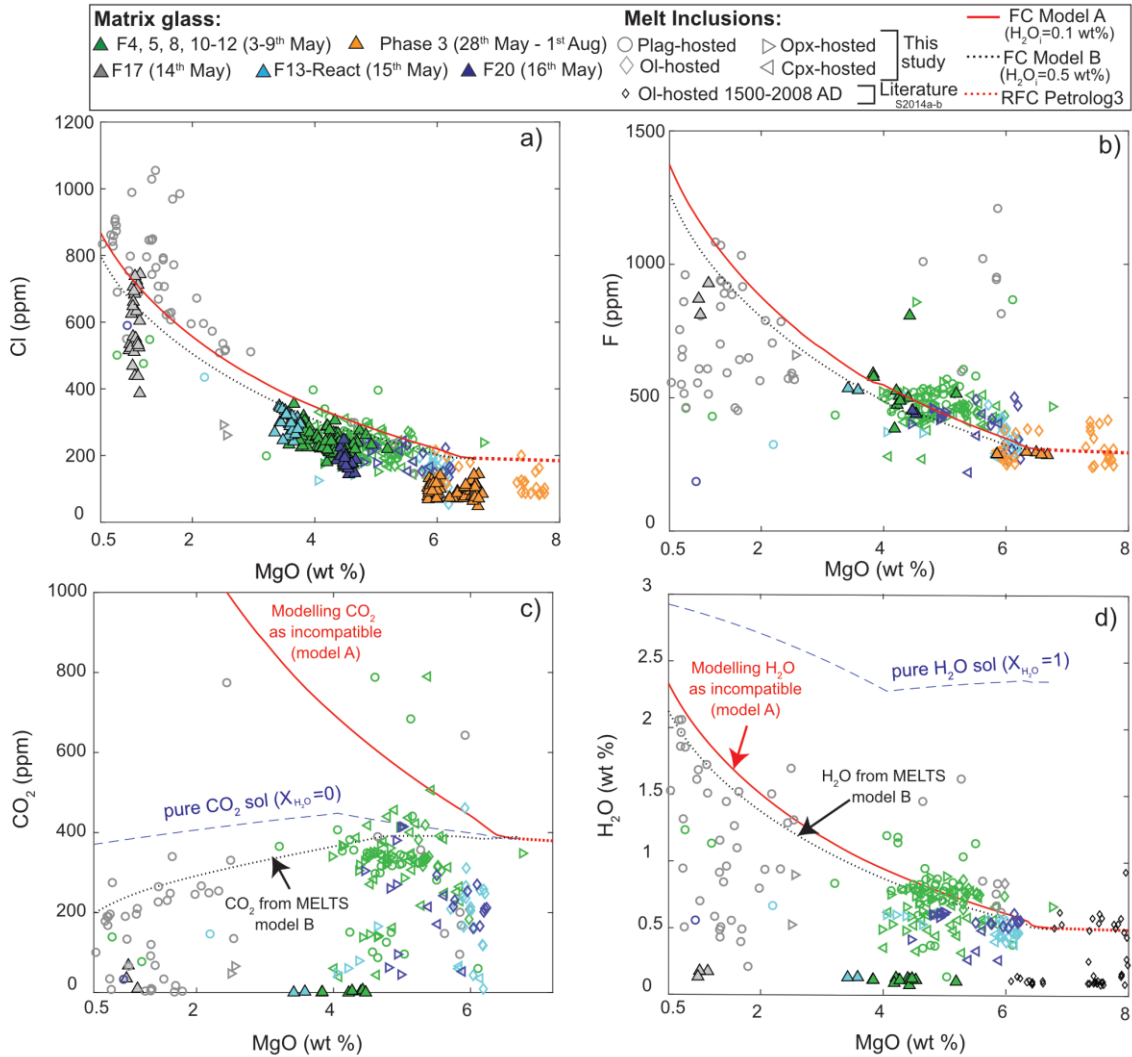 Matrix glass:
F4, 5, 8, 10-12 (3-9th May)
Phase 3 (28th May - 1st Aug)
F17 (14th May)
F13-React (15th May)
F20 (16th May)
Melt Inclusions:
Plag-hosted
Opx-hosted
Ol-hosted
Cpx-hosted
This
study
Ol-hosted 1500-2008 AD
Literature
S2014a-b
FC Model A
(H2Oi=0.1 wt%)
FC Model B
(H2Oi=0.5 wt%)
RFC Petrolog3
a)
1200
1000
800
600
400
200
0
Cl (ppm)
0.5
2
4
6
8
MgO (wt %)
b)
1500
1000
500
0
F (ppm)
0.5
2
4
6
8
MgO (wt %)
c)
1000
800
600
400
200
0
CO2 (ppm)
Modelling CO2
as incompatible
(model A)
pure CO2 sol (XH2O=0)
CO2 from MELTS
model B
0.5
2
4
6
MgO (wt %)
d)
3
2.5
2
1.5
1
0.5
0
H2O (wt %)
pure H2O sol (XH2O=1)
Modelling H2O
as incompatible
(model A)
H2O from MELTS
model B
0.5
2
4
6
8
MgO (wt %)